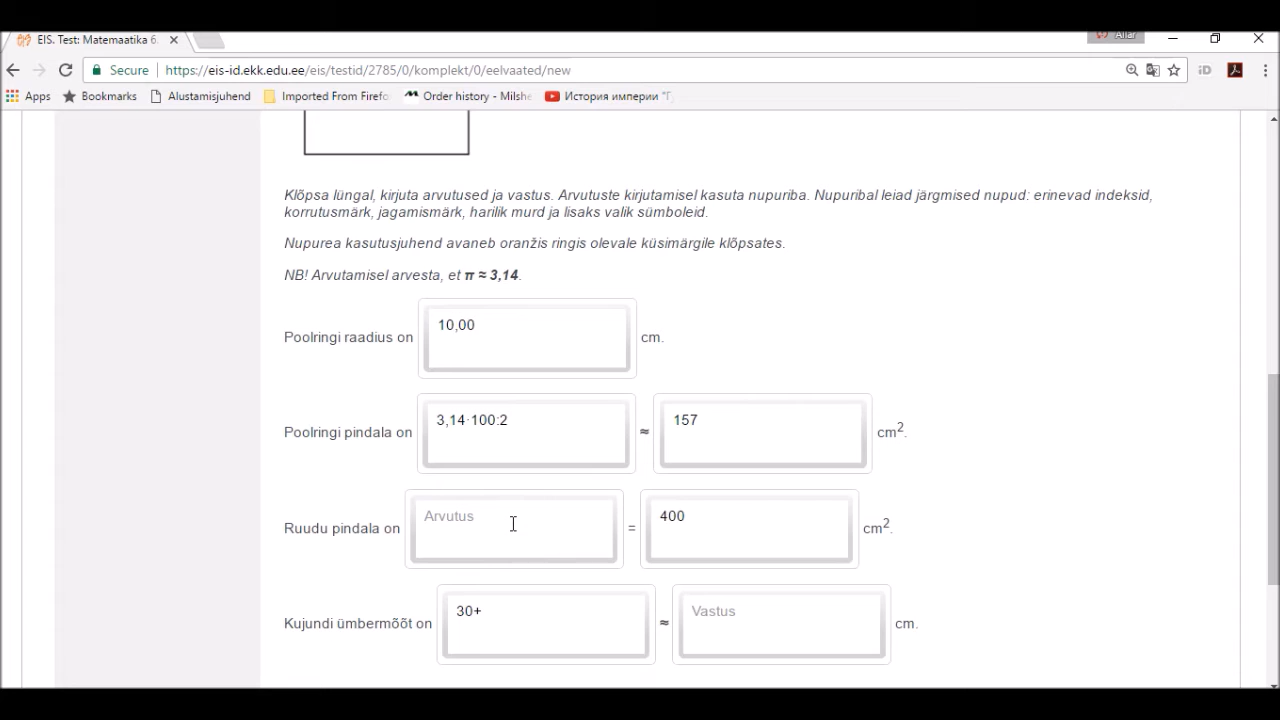 EIS. Test: Matemaatika 6.
Allar
Secure
https://eis-id.ekk.edu.ee/eis/testid/2785/0/komplekt/0/eelvaated/new
iD
Apps
Bookmarks
Alustamisjuhend
Imported From Firefo
Order history - Milshe
История империи "Г
Klõpsa lüngal, kirjuta arvutused ja vastus. Arvutuste kirjutamisel kasuta nupuriba. Nupuribal leiad järgmised nupud: erinevad indeksid,
korrutusmärk, jagamismärk, harilik murd ja lisaks valik sümboleid.
Nupurea kasutusjuhend avaneb oranžis ringis olevale küsimärgile klõpsates.
NB! Arvutamisel arvesta, et π ≈ 3,14.
Poolringi raadius on 10,00 cm.
Poolringi pindala on 3,14·100:2 ≈ 157 cm².
Ruudu pindala on Arvutus = 400 cm².
Kujundi ümbermõõt on 30+ ≈ Vastus cm.